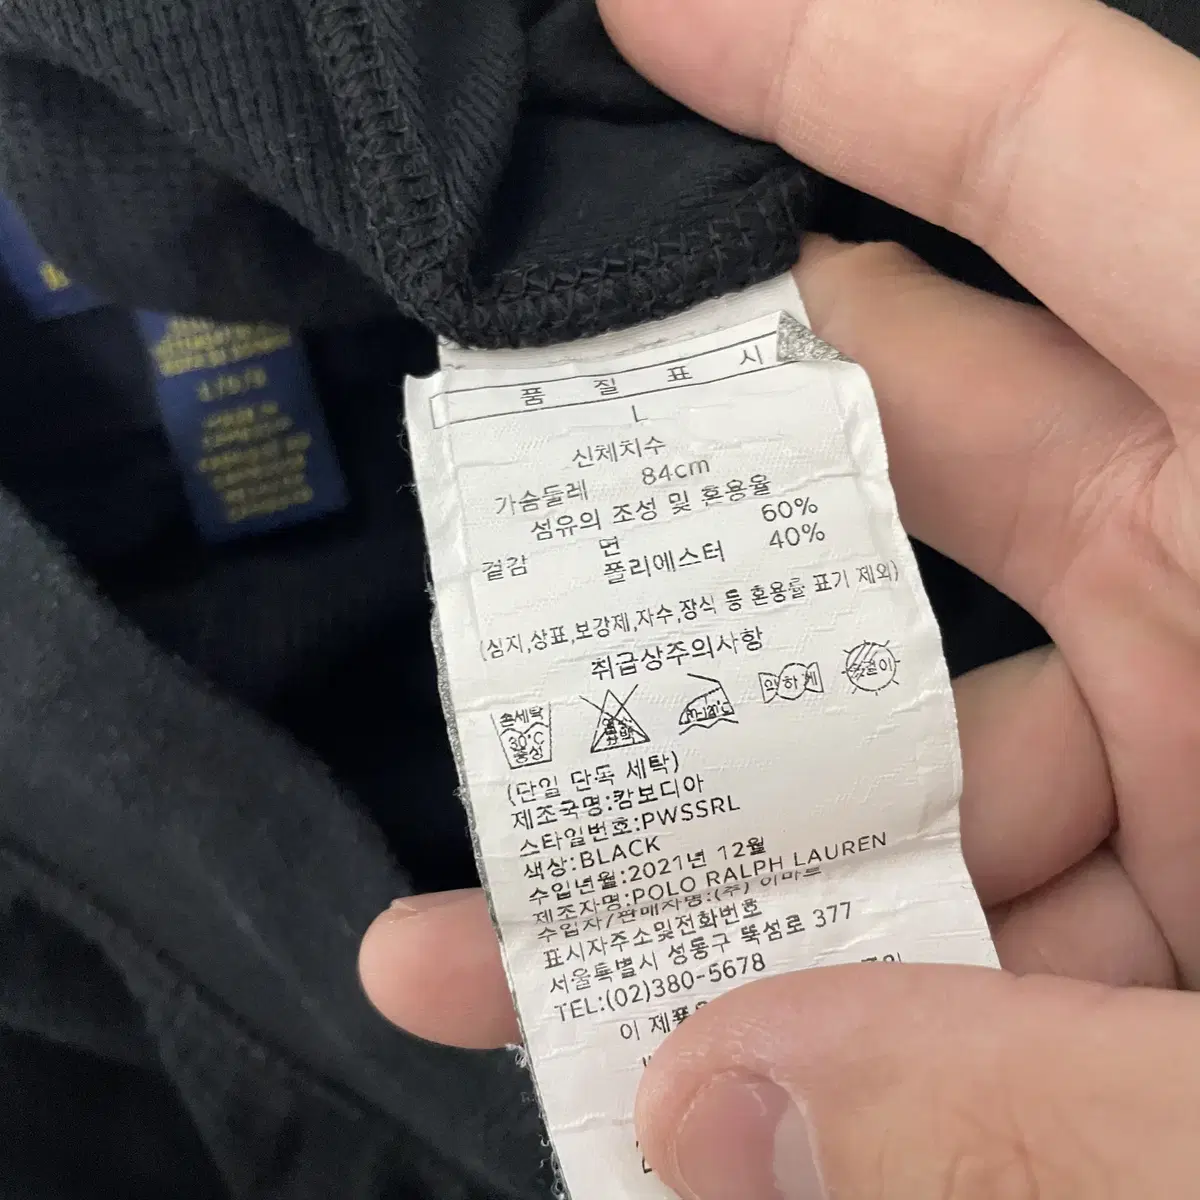 품 질 표 시
L
신체치수
가슴둘레 84cm
섬유의 조성 및 혼용율
겉감 면 60%
폴리에스터 40%
(심지,상표,보강제,자수,장식 등 혼용률 표기 제외)
취급상주의사항
손세탁
30°C
중성
약하게
(단일 단독 세탁)
제조국명:캄보디아
스타일번호:PWSSRL
색상:BLACK
수입년월:2021년 12월
제조자명:POLO RALPH LAUREN
수입자/판매자명:(주) 이마트
표시자주소및전화번호
서울특별시 성동구 뚝섬로 377
TEL:(02)380-5678
이 제품